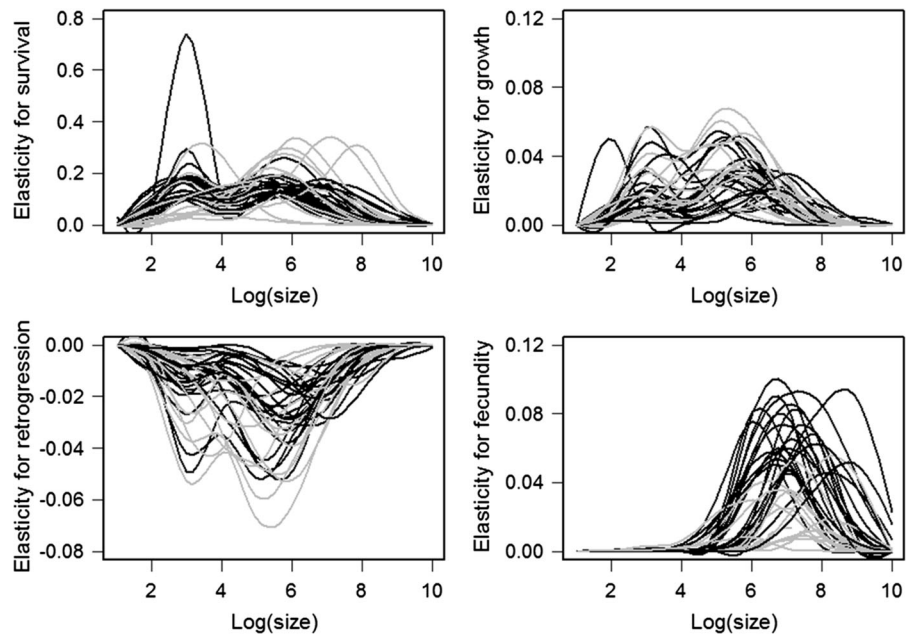 Elasticity for survival
0.8
0.6
0.4
0.2
0.0
2 4 6 8 10
Log(size)
Elasticity for growth
0.12
0.08
0.04
0.00
2 4 6 8 10
Log(size)
Elasticity for retrogression
0.00
-0.02
-0.04
-0.06
-0.08
2 4 6 8 10
Log(size)
Elasticity for fecundity
0.12
0.08
0.04
0.00
2 4 6 8 10
Log(size)